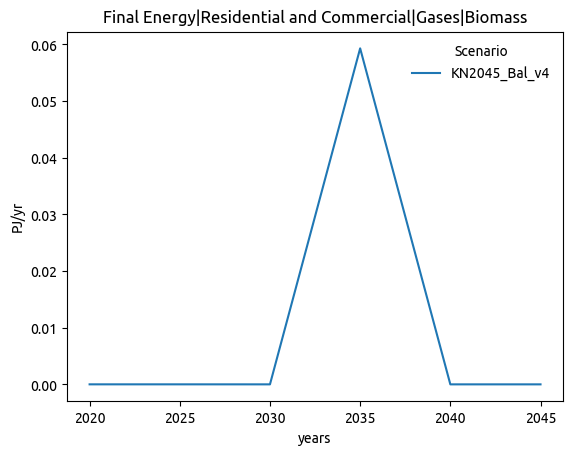 Final Energy|Residential and Commercial|Gases|Biomass
Scenario
KN2045_Bal_v4
PJ/yr
0.06
0.05
0.04
0.03
0.02
0.01
0.00
2020 2025 2030 2035 2040 2045
years